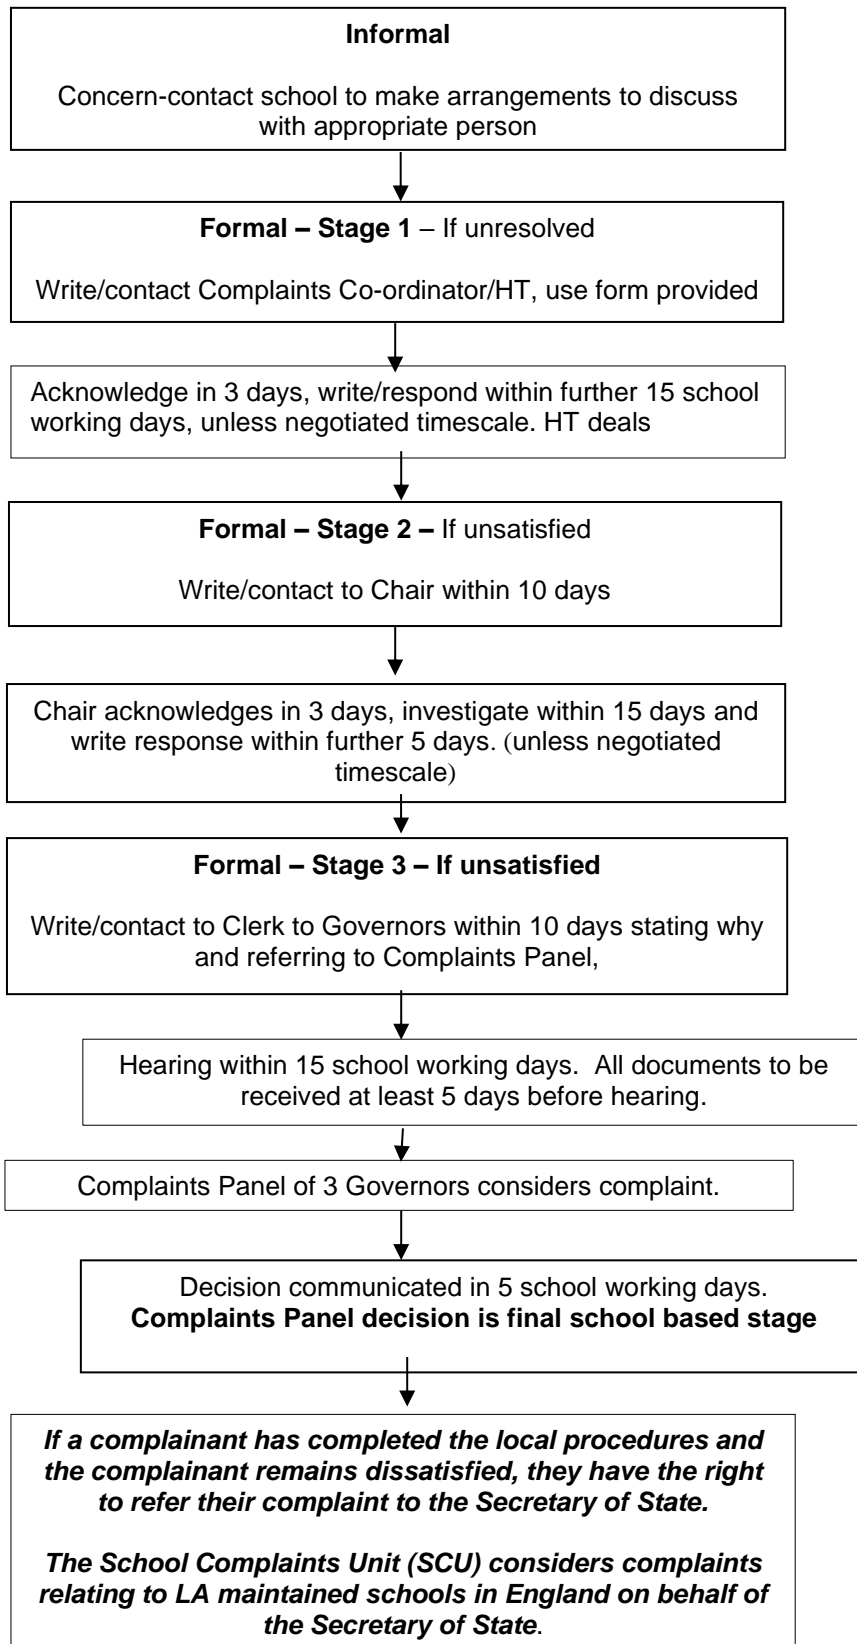 Informal
Concern-contact school to make arrangements to discuss
with appropriate person
Formal – Stage 1 – If unresolved
Write/contact Complaints Co-ordinator/HT, use form provided
Acknowledge in 3 days, write/respond within further 15 school
working days, unless negotiated timescale. HT deals
Formal – Stage 2 – If unsatisfied
Write/contact to Chair within 10 days
Chair acknowledges in 3 days, investigate within 15 days and
write response within further 5 days. (unless negotiated
timescale)
Formal – Stage 3 – If unsatisfied
Write/contact to Clerk to Governors within 10 days stating why
and referring to Complaints Panel,
Hearing within 15 school working days. All documents to be
received at least 5 days before hearing.
Complaints Panel of 3 Governors considers complaint.
Decision communicated in 5 school working days.
Complaints Panel decision is final school based stage
If a complainant has completed the local procedures and
the complainant remains dissatisfied, they have the right
to refer their complaint to the Secretary of State.
The School Complaints Unit (SCU) considers complaints
relating to LA maintained schools in England on behalf of
the Secretary of State.